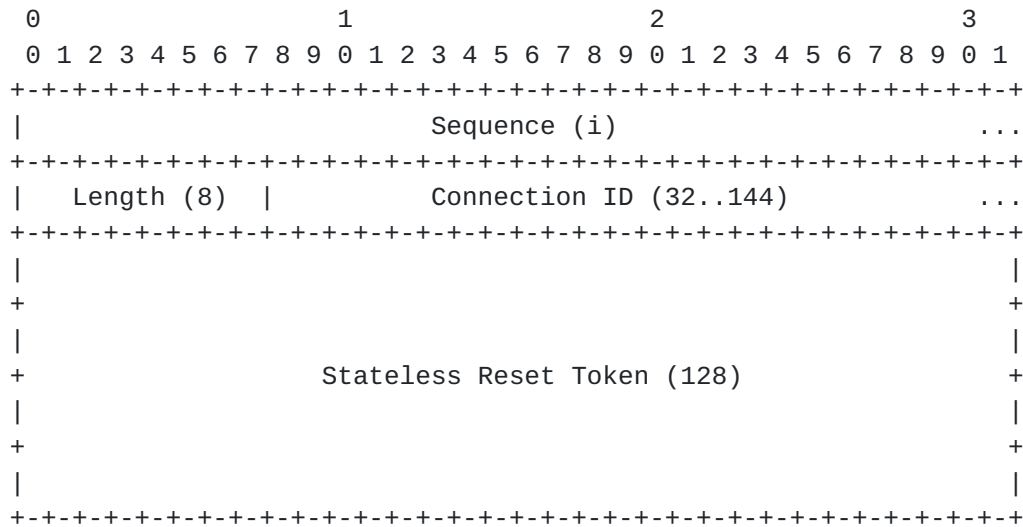 0                   1                   2                   3
 0 1 2 3 4 5 6 7 8 9 0 1 2 3 4 5 6 7 8 9 0 1 2 3 4 5 6 7 8 9 0 1
+-+-+-+-+-+-+-+-+-+-+-+-+-+-+-+-+-+-+-+-+-+-+-+-+-+-+-+-+-+-+-+-+
|                          Sequence (i)                       ...
+-+-+-+-+-+-+-+-+-+-+-+-+-+-+-+-+-+-+-+-+-+-+-+-+-+-+-+-+-+-+-+-+
|   Length (8)  |          Connection ID (32..144)            ...
+-+-+-+-+-+-+-+-+-+-+-+-+-+-+-+-+-+-+-+-+-+-+-+-+-+-+-+-+-+-+-+-+
|                                                               |
+                                                               +
|                                                               |
+                   Stateless Reset Token (128)                 +
|                                                               |
+                                                               +
|                                                               |
+-+-+-+-+-+-+-+-+-+-+-+-+-+-+-+-+-+-+-+-+-+-+-+-+-+-+-+-+-+-+-+-+